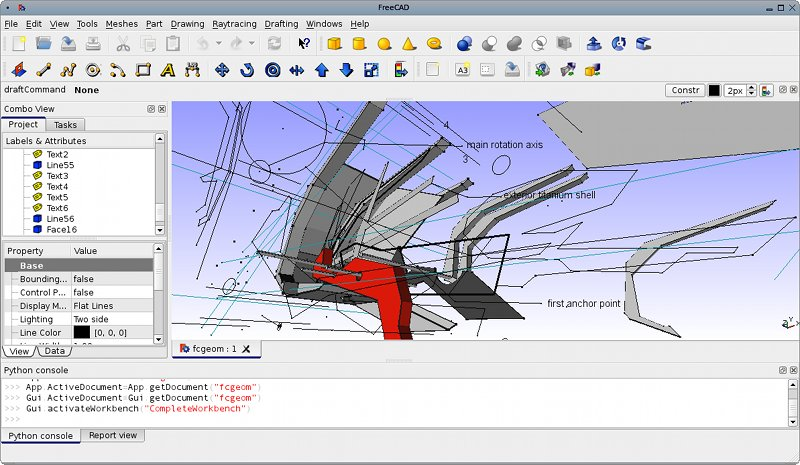 FreeCAD
File Edit View Tools Meshes Part Drawing Raytracing Drafting Windows Help
A A3
draftCommand None Constr 2px
Combo View
Project Tasks
Labels & Attributes
Text2
Line55
Text3
Text4
Text5
Text6
Line56
Face16
Property Value
Base
Bounding... false
Control P... false
Display M... Flat Lines
Lighting Two side
Line Color [0, 0, 0]
View Data
4
main rotation axis
3
exterior titanium shell
first anchor point
fcgeom : 1
Python console
>>> App.ActiveDocument=App.getDocument("fcgeom")
>>> Gui.ActiveDocument=Gui.getDocument("fcgeom")
>>> Gui.activateWorkbench("CompleteWorkbench")
>>>
Python console Report view